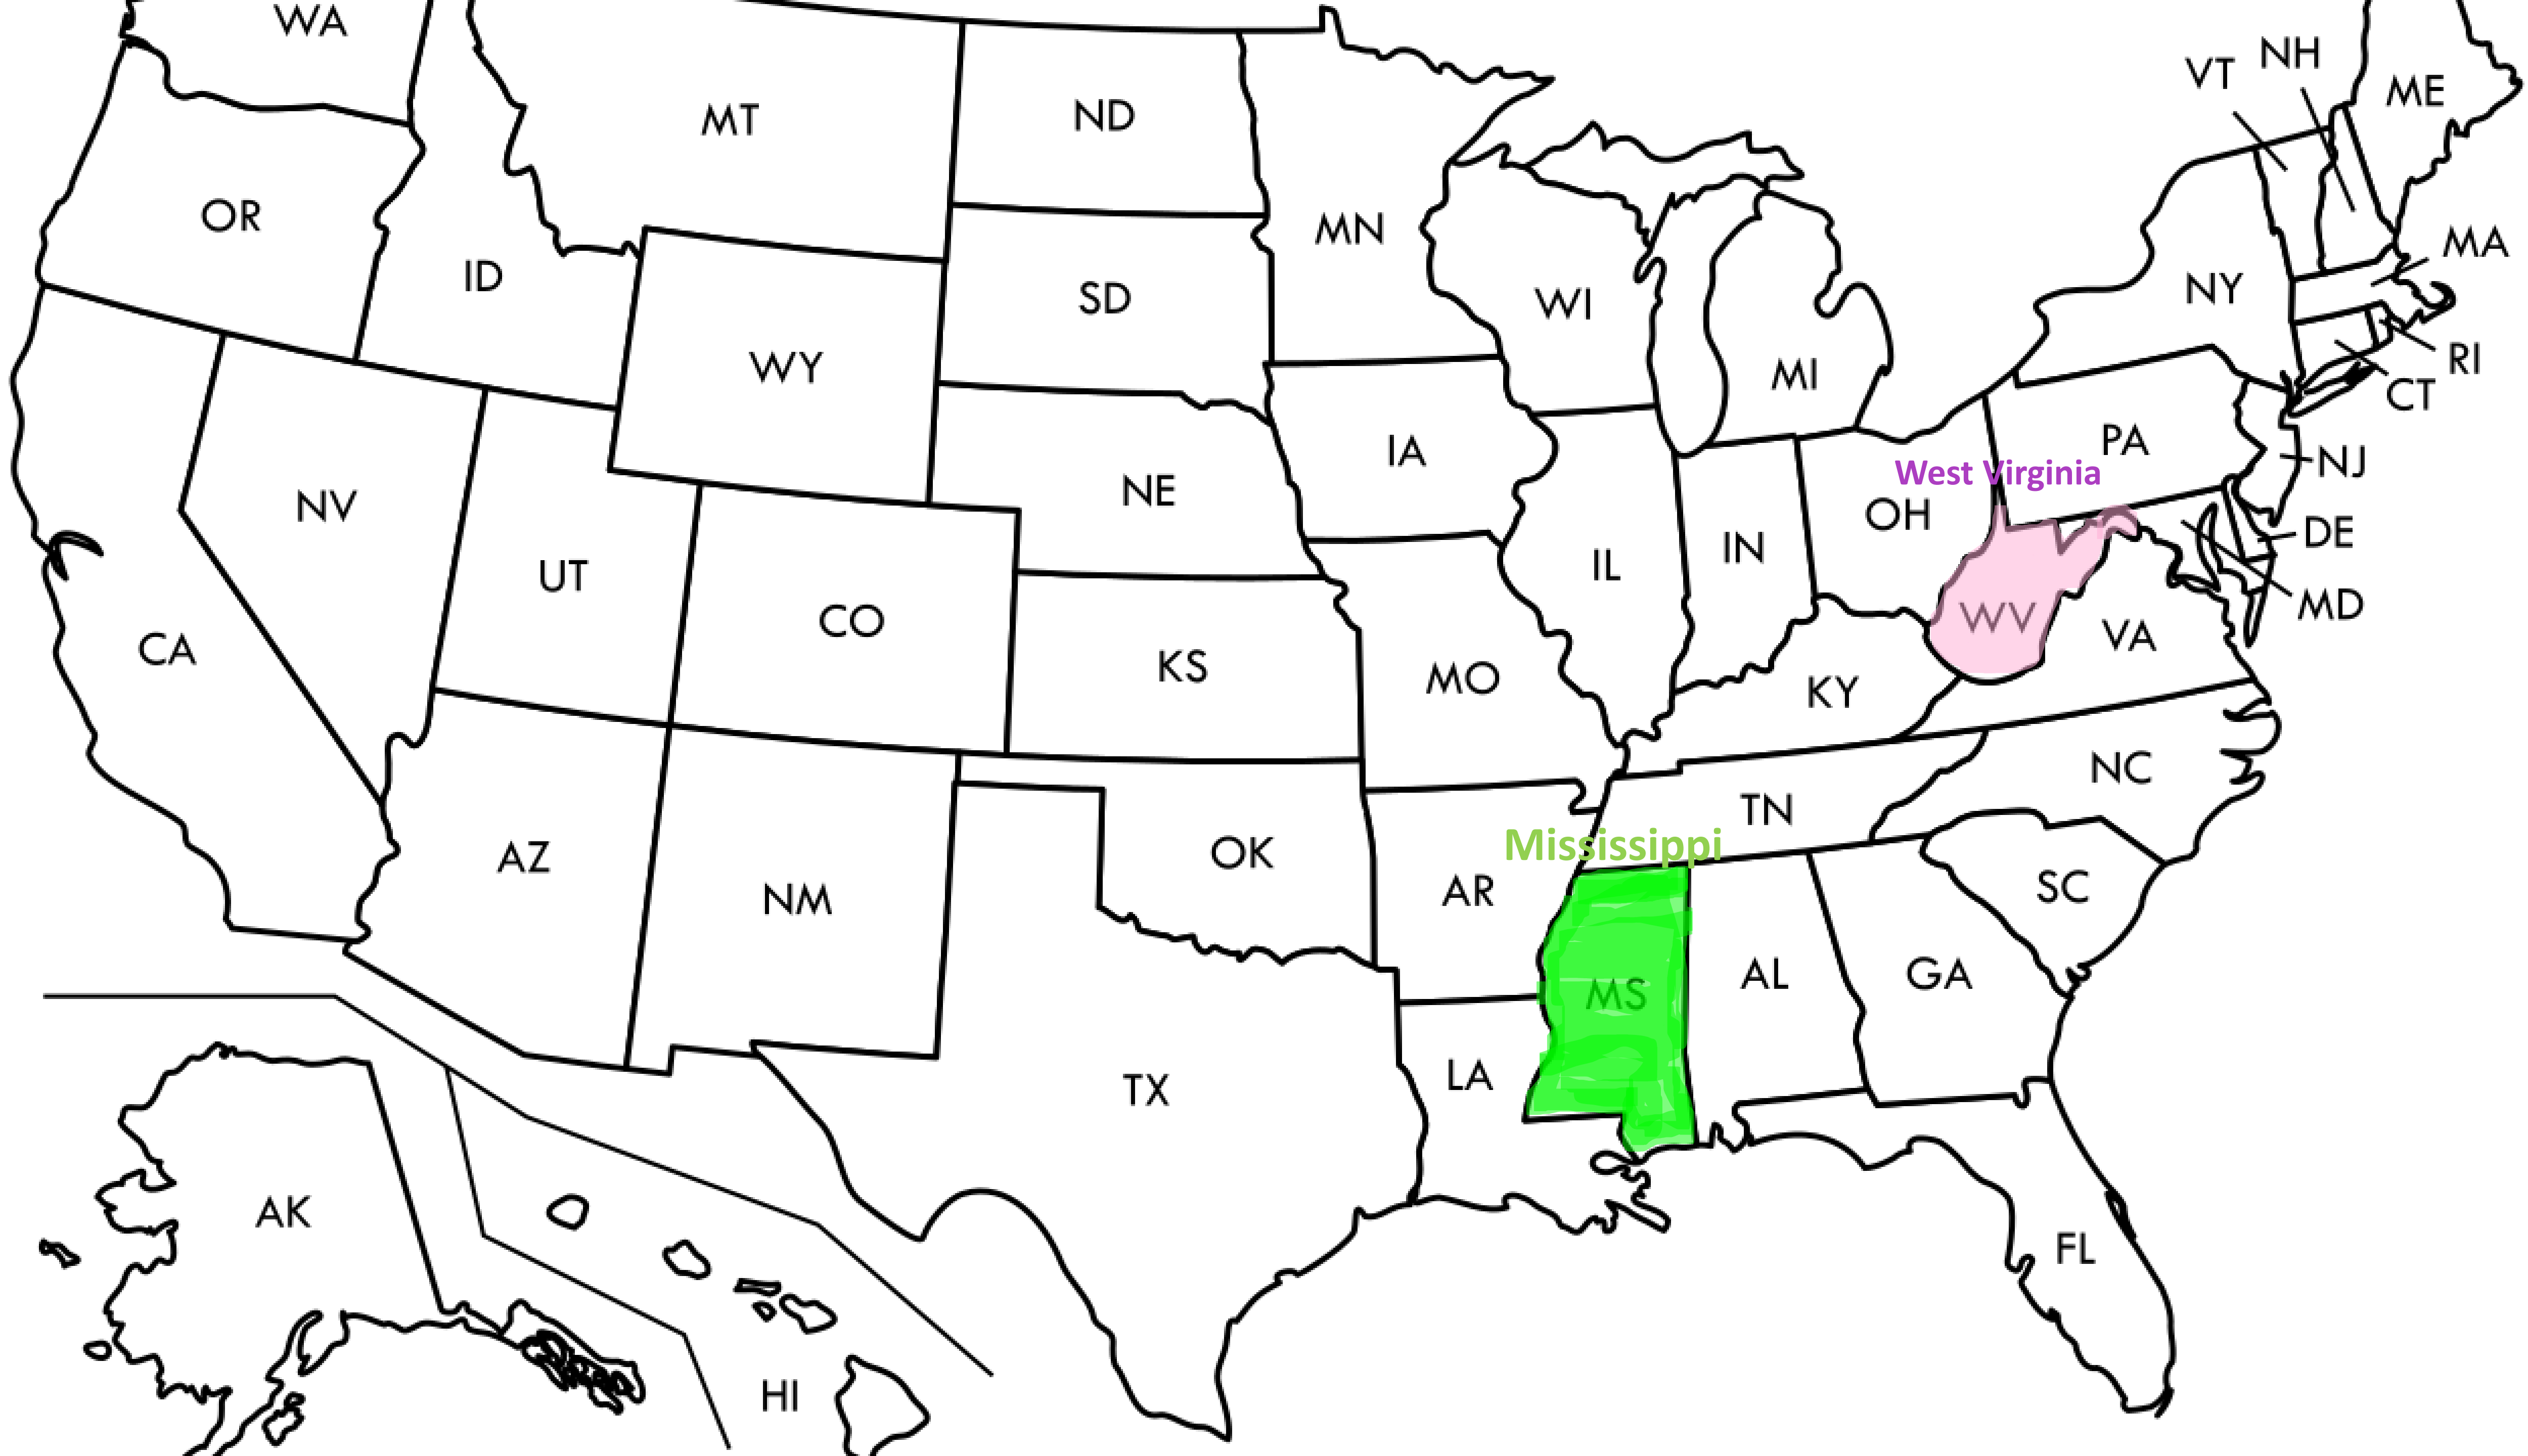 WA
MT
ND
VT
NH
ME
OR
ID
MN
MA
SD
WI
NY
WY
MI
RI
CT
IA
PA
NJ
West Virginia
NV
NE
OH
DE
UT
IL
IN
MD
CO
WV
VA
CA
KS
MO
KY
NC
TN
Mississippi
AZ
NM
OK
AR
SC
MS
AL
GA
LA
TX
AK
FL
HI